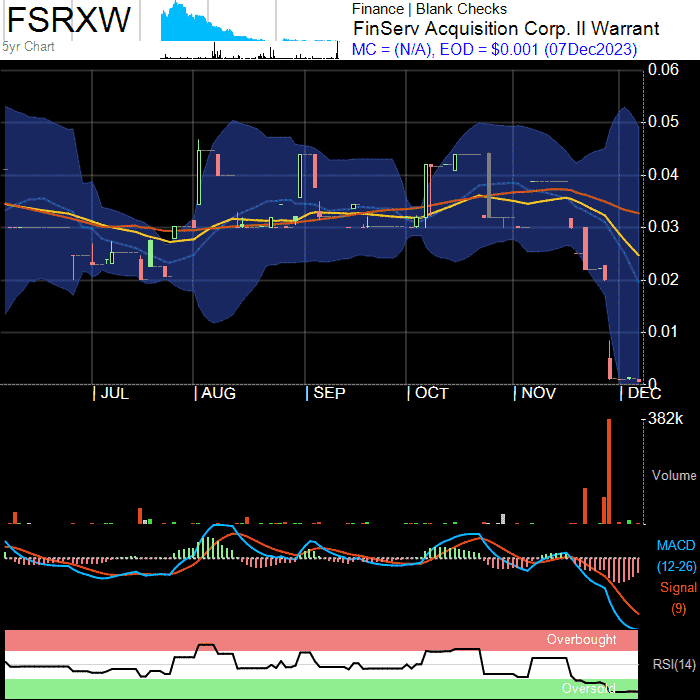 FSRXW
5yr Chart
Finance | Blank Checks
FinServ Acquisition Corp. II Warrant
MC = (N/A), EOD = $0.001 (07Dec2023)
0.06
0.05
0.04
0.03
0.02
0.01
0
JUL AUG SEP OCT NOV DEC
382k
Volume
MACD
(12-26)
Signal
(9)
Overbought
RSI(14)
Oversold